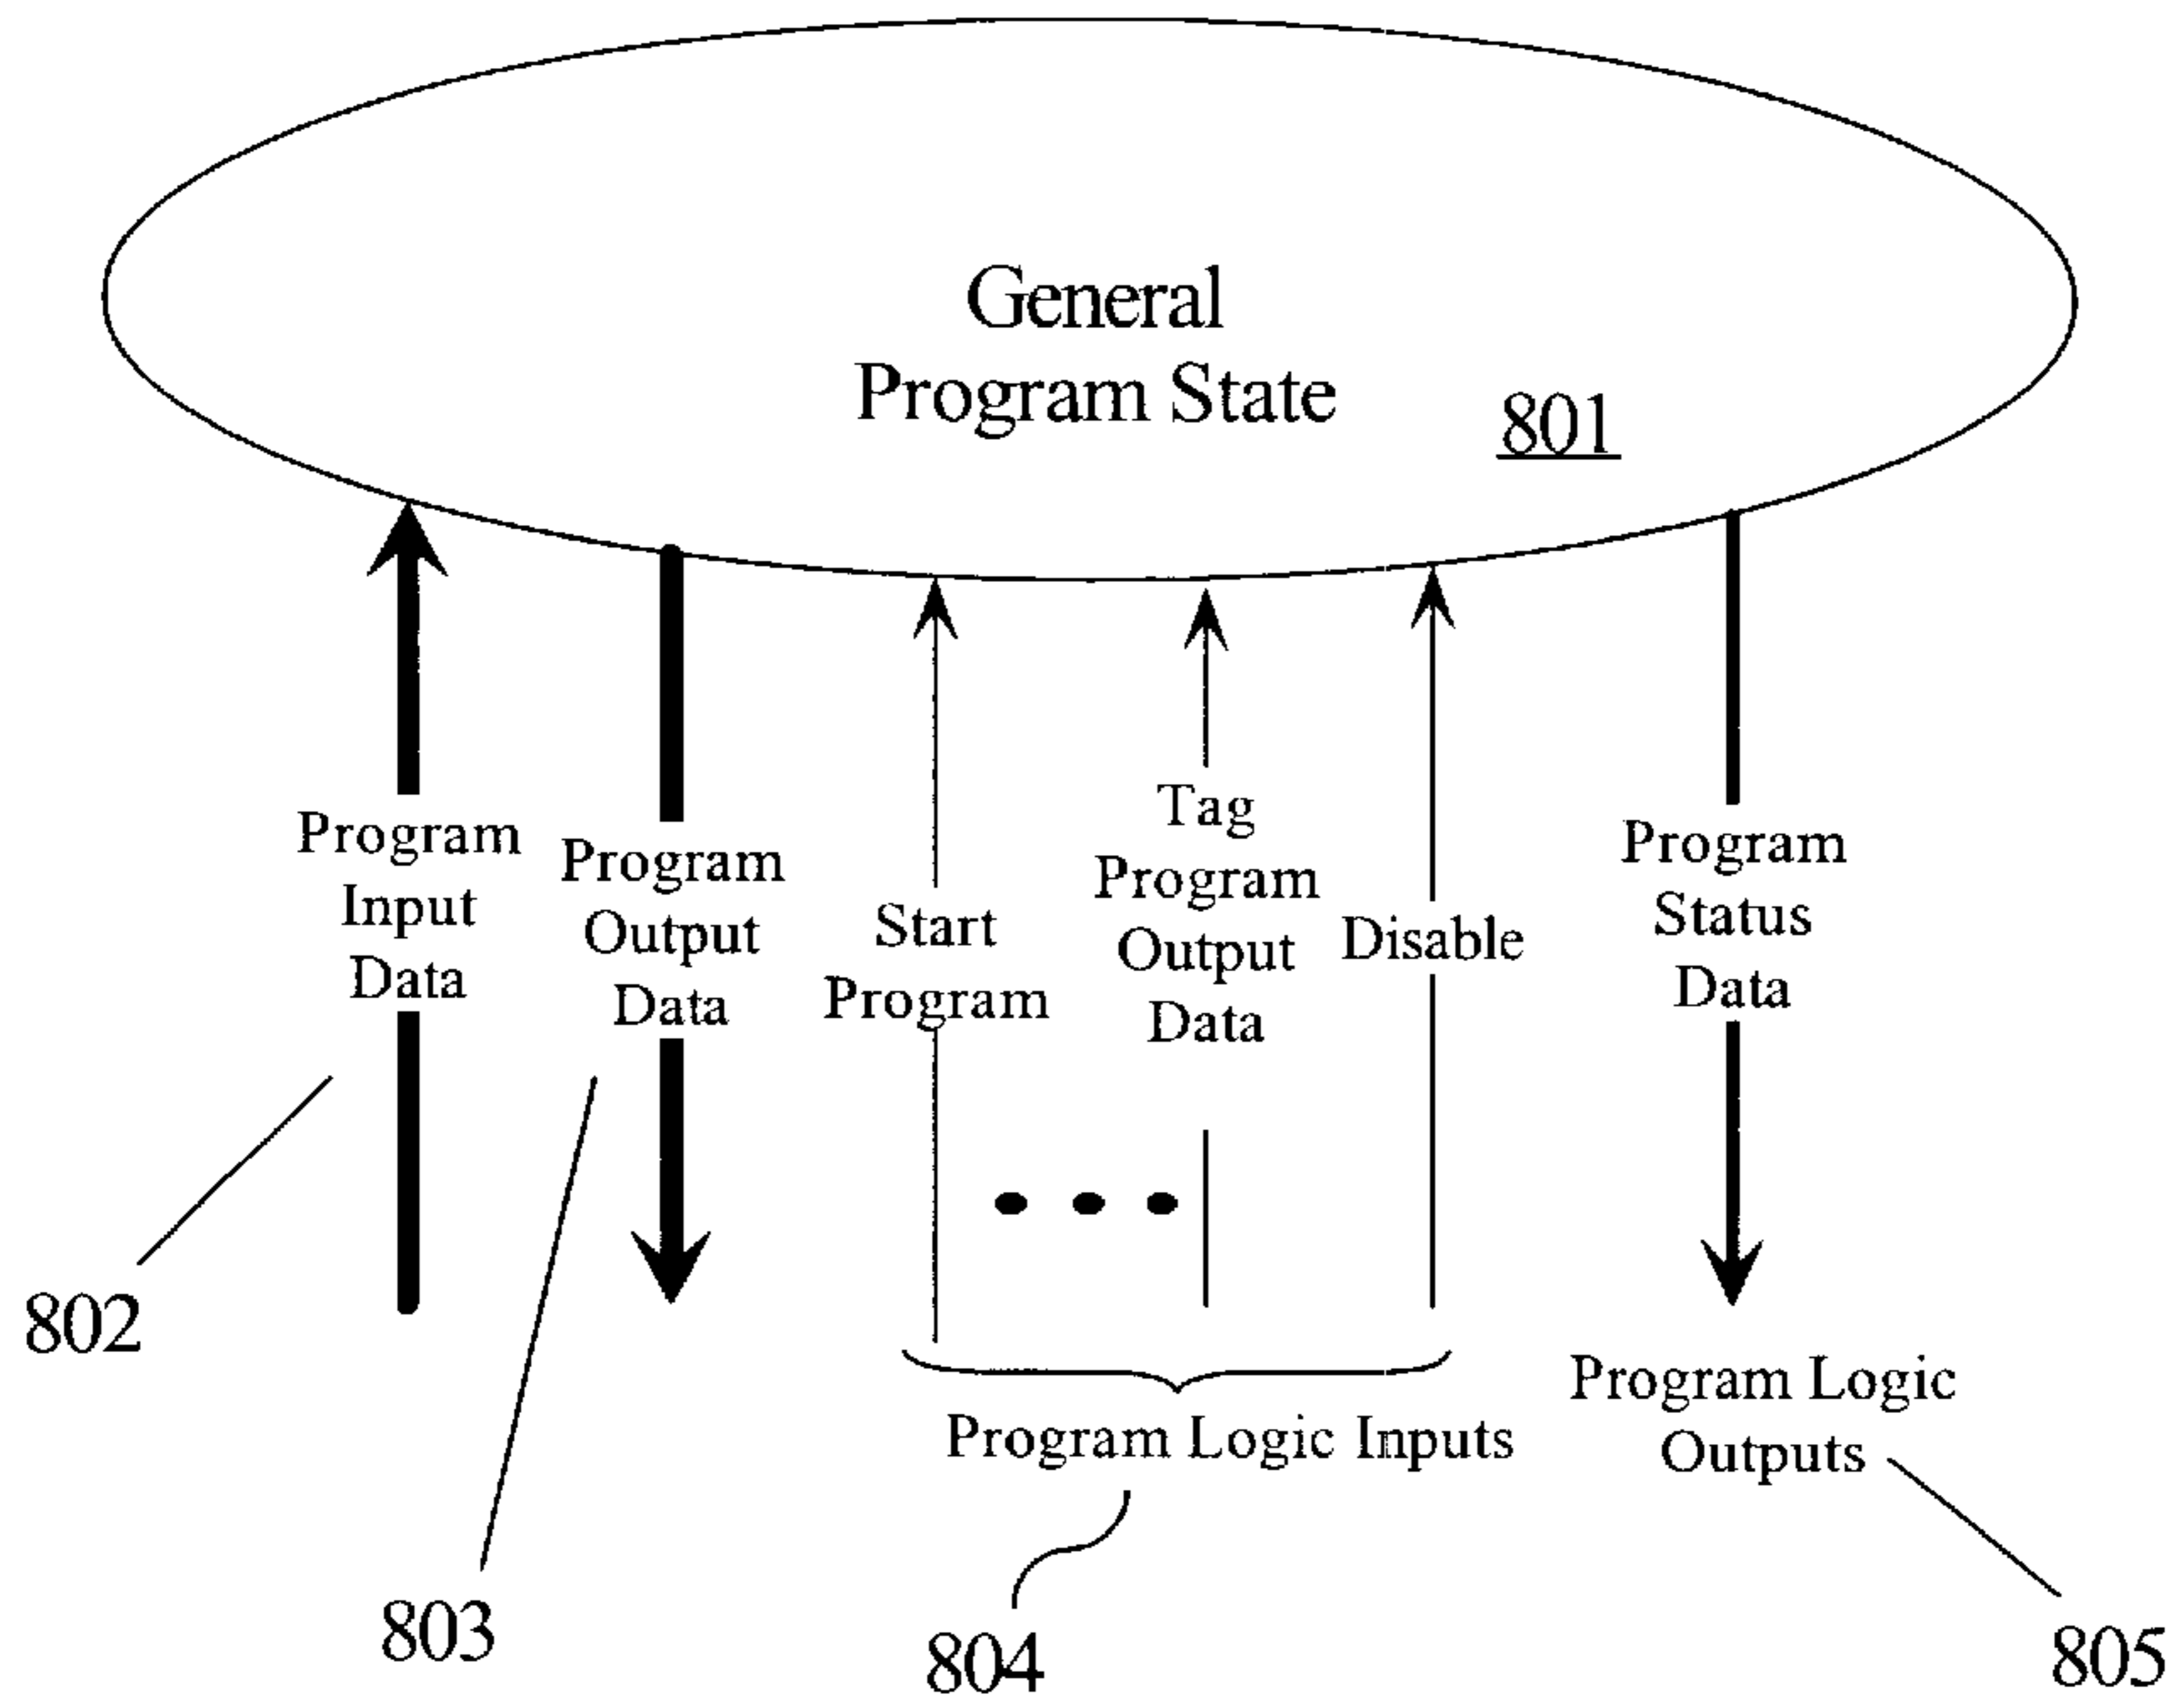 General
Program State
801
Program
Input
Data
Program
Output
Data
Start
Program
Tag
Program
Output
Data
Disable
Program
Status
Data
802
803
Program Logic Inputs
804
Program Logic
Outputs
805